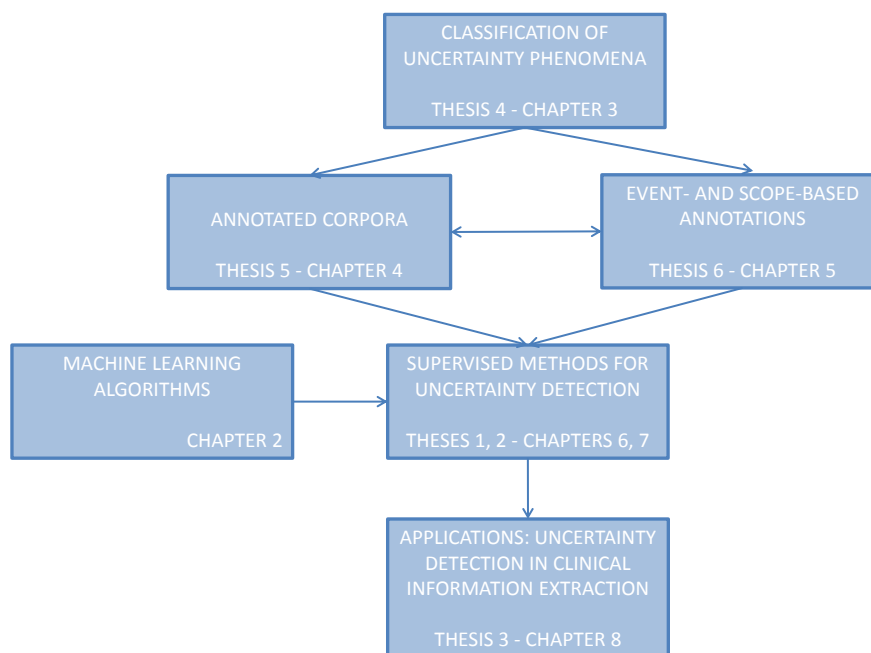 CLASSIFICATION OF
UNCERTAINTY PHENOMENA
THESIS 4 - CHAPTER 3
ANNOTATED CORPORA
THESIS 5 - CHAPTER 4
EVENT- AND SCOPE-BASED
ANNOTATIONS
THESIS 6 - CHAPTER 5
MACHINE LEARNING
ALGORITHMS
CHAPTER 2
SUPERVISED METHODS FOR
UNCERTAINTY DETECTION
THESES 1, 2 - CHAPTERS 6, 7
APPLICATIONS: UNCERTAINTY
DETECTION IN CLINICAL
INFORMATION EXTRACTION
THESIS 3 - CHAPTER 8